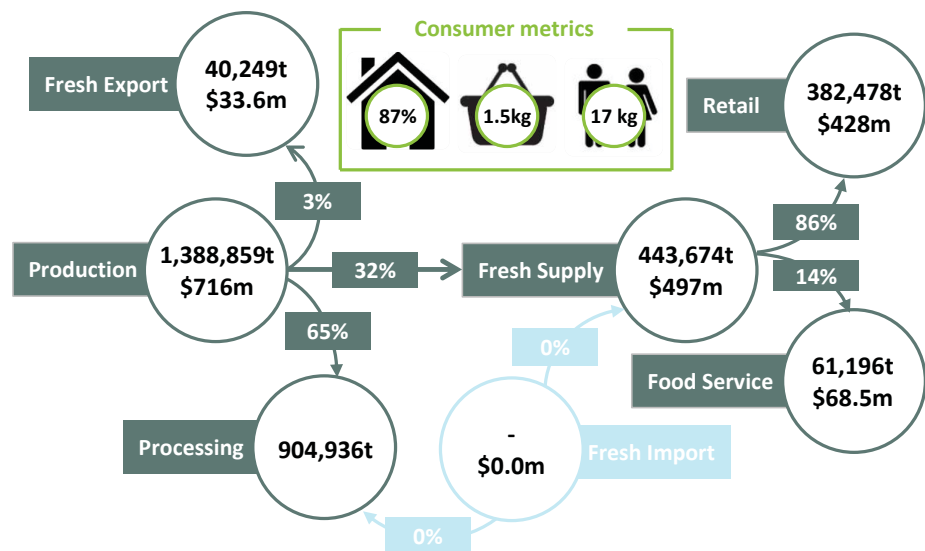 Consumer metrics
87%
1.5kg
17 kg
Fresh Export
40,249t
$33.6m
Retail
382,478t
$428m
3%
86%
Production
1,388,859t
$716m
32%
Fresh Supply
443,674t
$497m
14%
65%
0%
Food Service
61,196t
$68.5m
Processing
904,936t
-
$0.0m
Fresh Import
0%